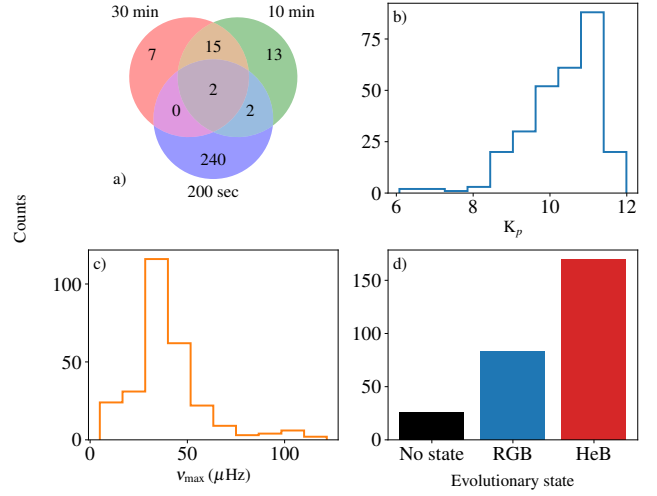 30 min
10 min
7
15
13
2
0
2
240
a)
200 sec
b)
75
50
25
0
6
8
10
12
K_p
Counts
c)
100
50
0
0
50
100
ν_max (μHz)
d)
150
100
50
0
No state
RGB
HeB
Evolutionary state